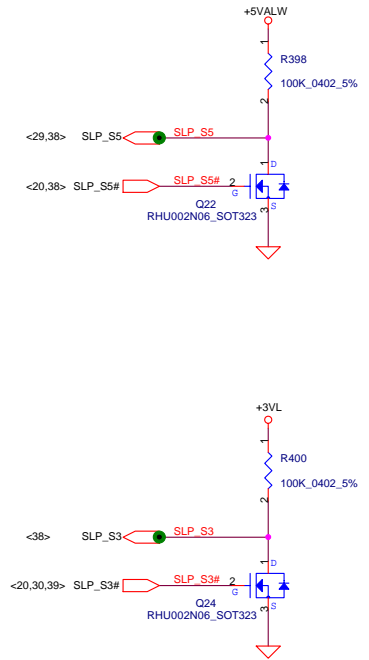 +5VALW
1
R398
100K_0402_5%
2
<29,38> SLP_S5 SLP_S5
1 D
<20,38> SLP_S5# SLP_S5# 2
G
Q22 3 S
RHU002N06_SOT323
+3VL
1
R400
100K_0402_5%
2
<38> SLP_S3 SLP_S3
1 D
<20,30,39> SLP_S3# SLP_S3# 2
G
Q24 3 S
RHU002N06_SOT323